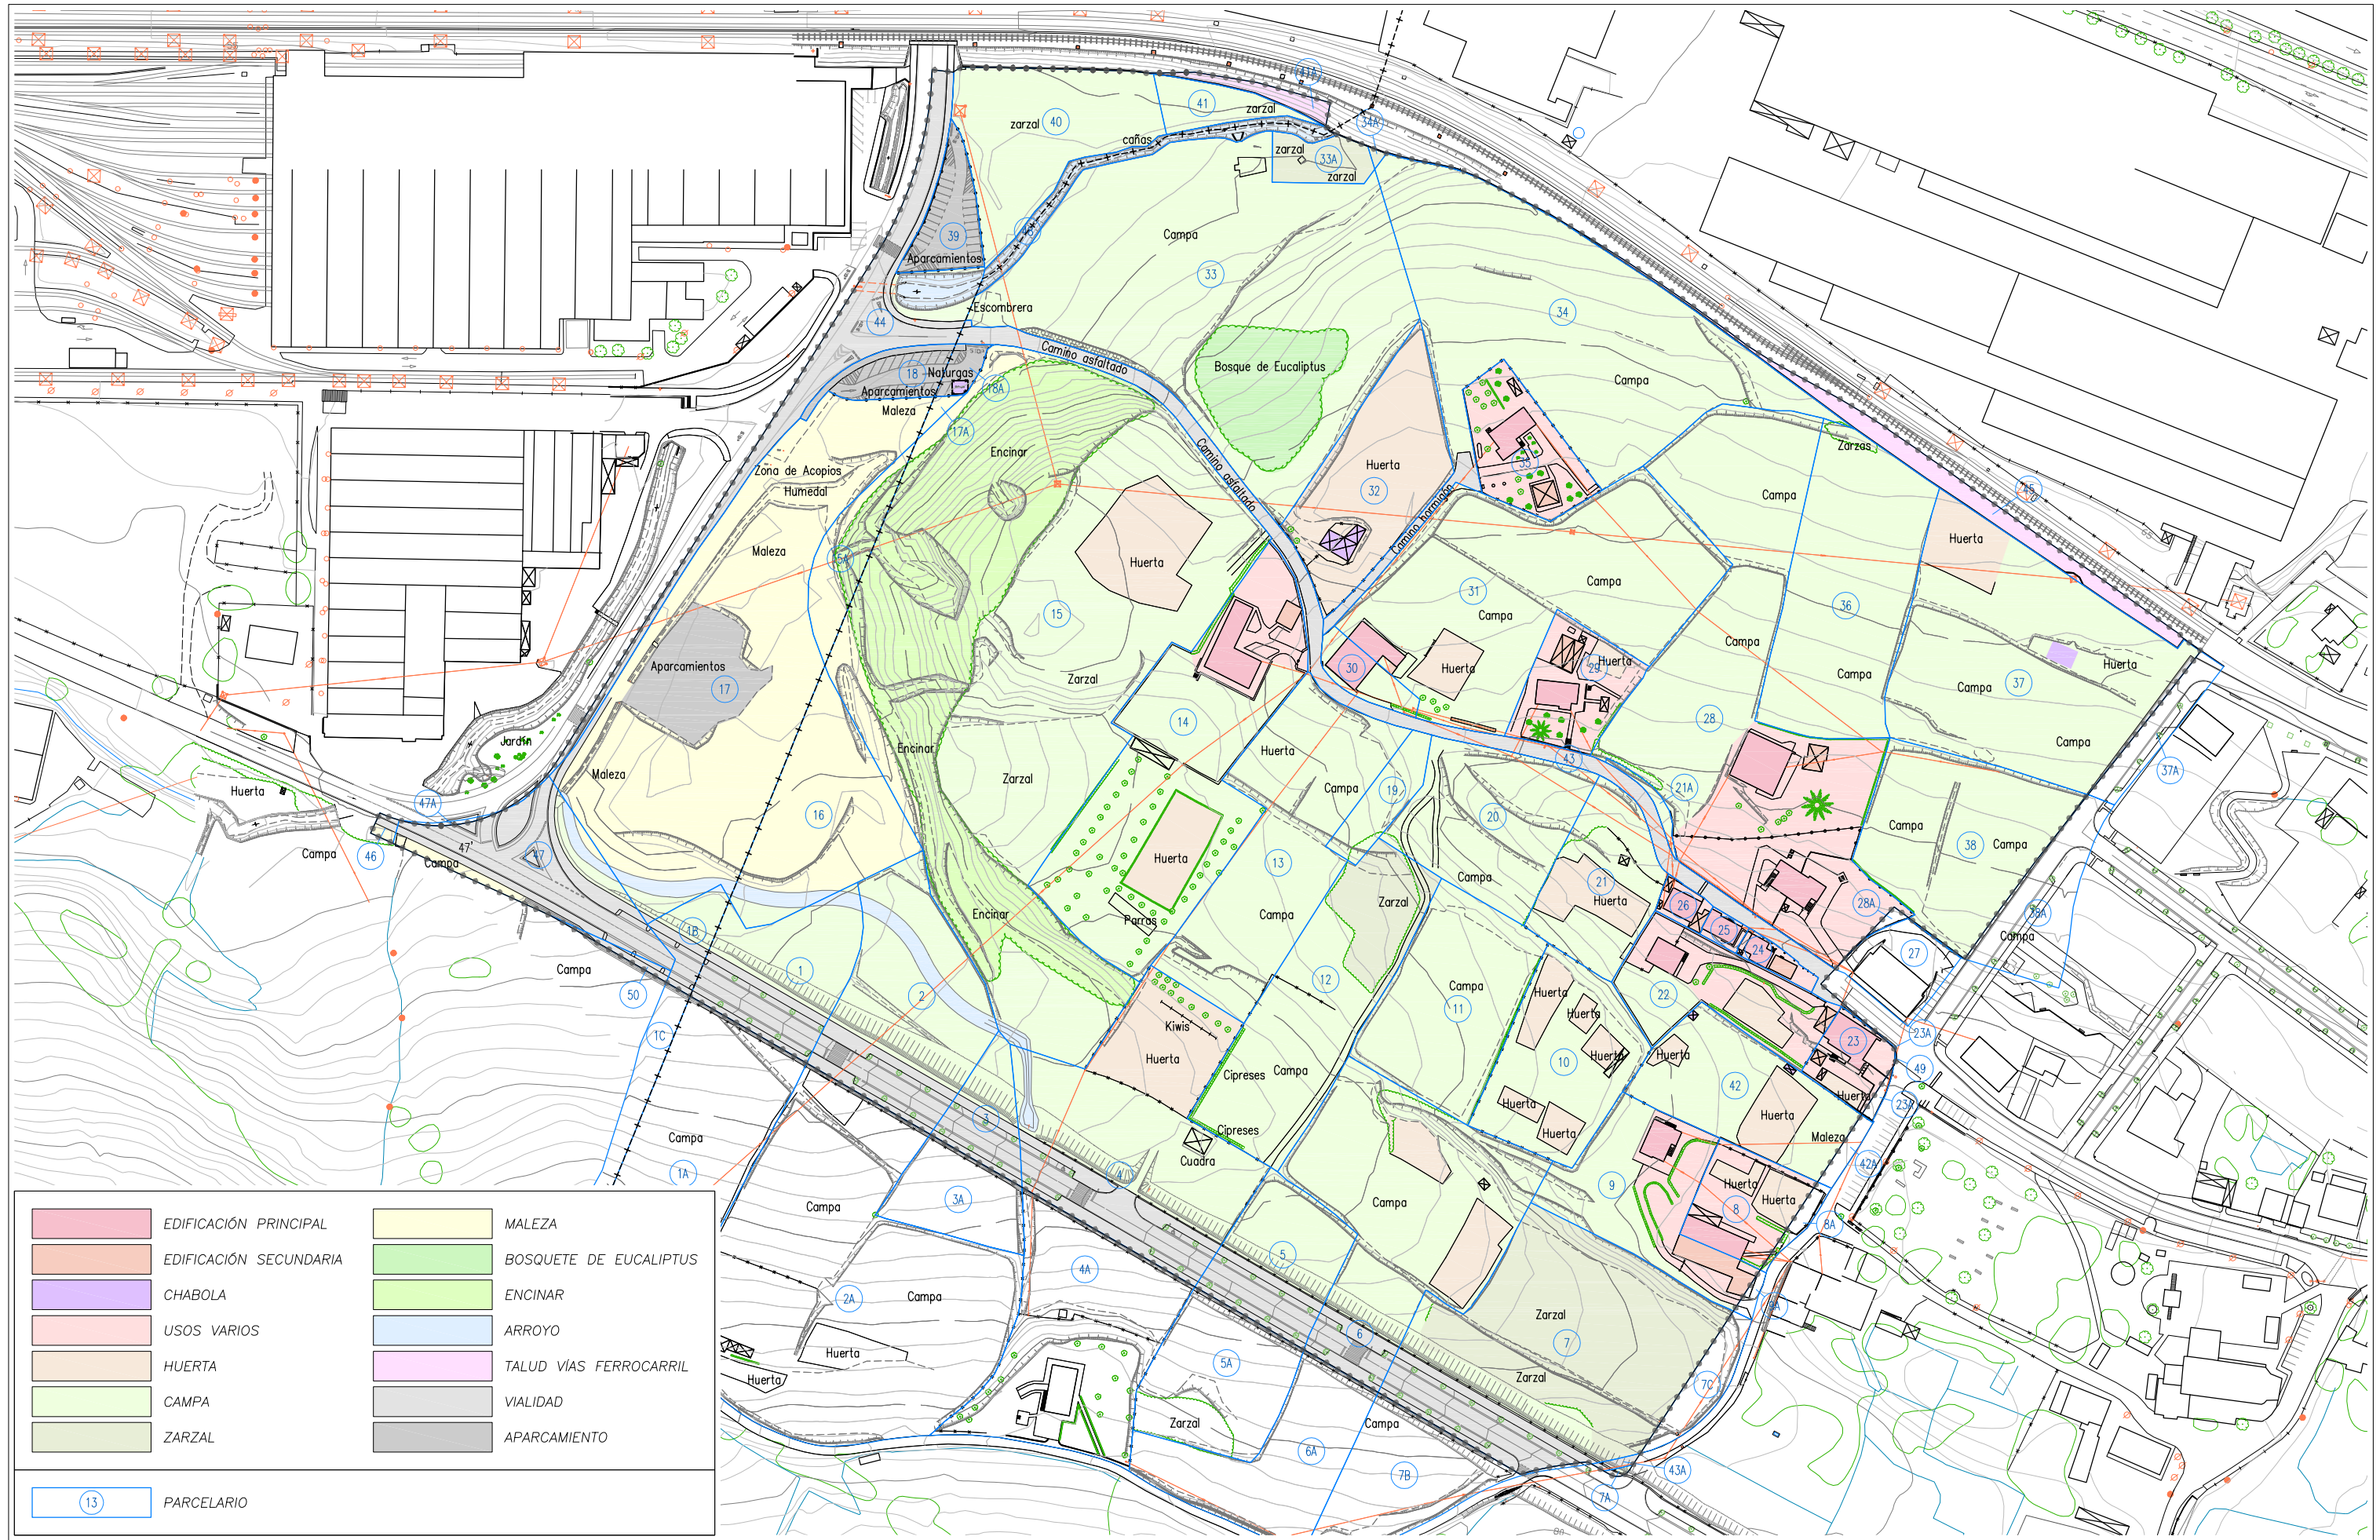 41A
41
zarzal
34A
40
zarzal
cañas
zarzal
33A
zarzal
39
Campa
Aparcamientos
33
Escombrera
44
34
Camino asfaltado
Bosque de Eucaliptus
18
Naturgas
18A
Aparcamientos
Campa
Maleza
17A
Encinar
Zarzas
Camino asfaltado
Huerta
35
Zona de Acopios
32
Humedal
Campa
45
Camino hormigón
Huerta
Maleza
Huerta
Campa
31
36
15
Campa
Campa
Aparcamientos
30
Huerta
29
Huerta
Huerta
Zarzal
Campa
Campa
37
17
14
28
Campa
Jardín
Encinar
Huerta
43
37A
Maleza
Zarzal
Campa
19
21A
Huerta
47A
16
20
Campa
38
Campa
47'
46
Campa
Campa
47
Huerta
13
Campa
21
Huerta
Zarzal
28A
26
38A
Encinar
Parras
Campa
25
1B
24
Campa
27
Campa
1
50
2
12
Campa
11
Huerta
22
1C
Kiwis
Huerta
23A
Huerta
Huerta
Huerta
10
23
49
Cipreses
Campa
42
Huerta
23A
3
Huerta
Huerta
Cipreses
Huerta
Maleza
Campa
Cuadra
42A
1A
4
9
Huerta
3A
Campa
Campa
Huerta
8
8A
5
4A
2A
Campa
9A
Zarzal
6
7
Huerta
5A
Huerta
Zarzal
7C
Zarzal
Campa
6A
7B
43A
7A
EDIFICACIÓN PRINCIPAL
MALEZA
EDIFICACIÓN SECUNDARIA
BOSQUETE DE EUCALIPTUS
CHABOLA
ENCINAR
USOS VARIOS
ARROYO
HUERTA
TALUD VÍAS FERROCARRIL
CAMPA
VIALIDAD
ZARZAL
APARCAMIENTO
13
PARCELARIO